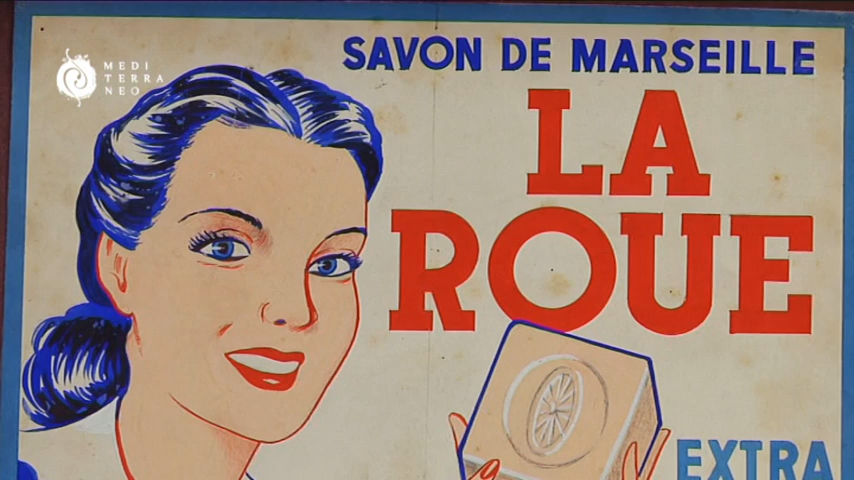 MEDI
TERRA
NEO
SAVON DE MARSEILLE
LA
ROUE
EXTRA